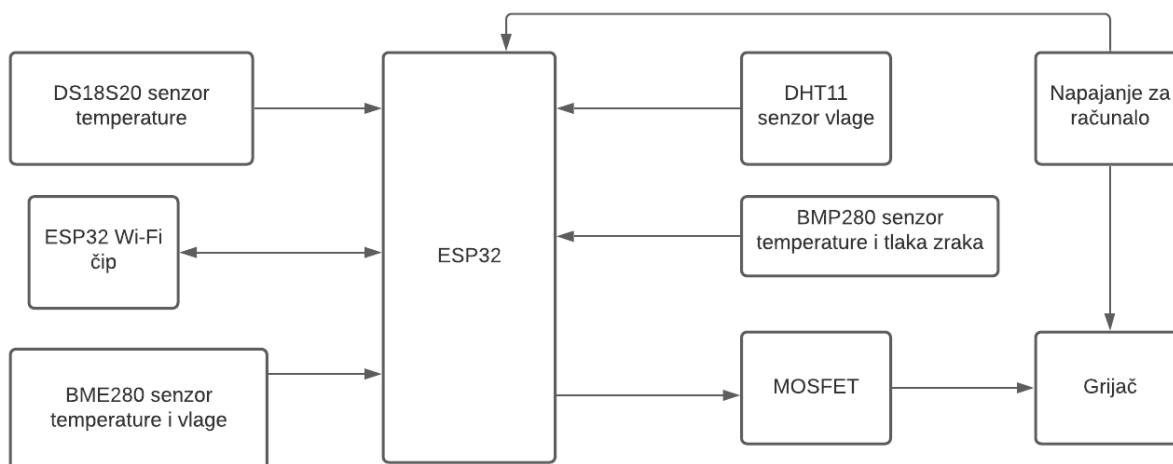 DS18S20 senzor
temperature
DHT11
senzor vlage
Napajanje za
računalo
ESP32 Wi-Fi
čip
ESP32
BMP280 senzor
temperature i tlaka zraka
BME280 senzor
temperature i vlage
MOSFET
Grijač